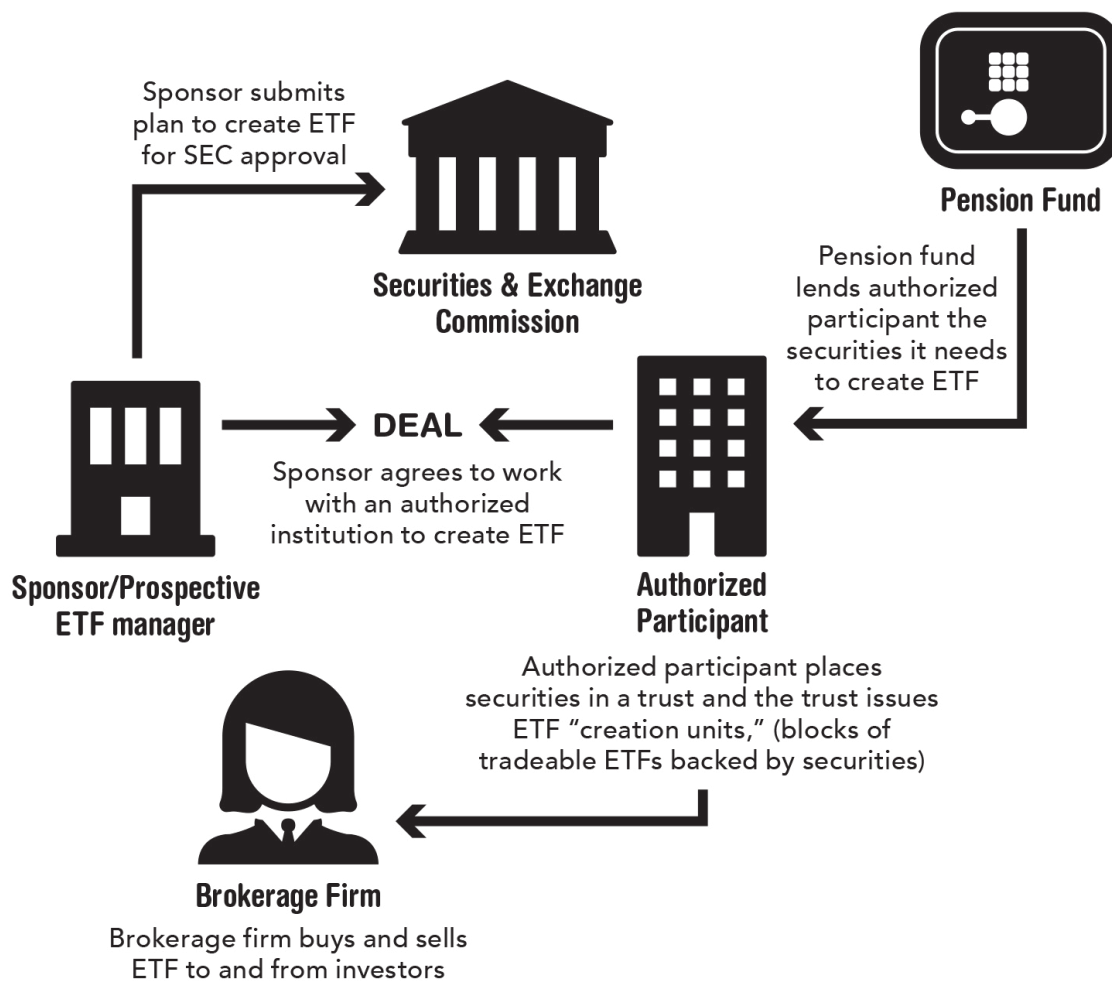 Sponsor submits
plan to create ETF
for SEC approval
Securities & Exchange
Commission
Pension Fund
Pension fund
lends authorized
participant the
securities it needs
to create ETF
DEAL
Sponsor agrees to work
with an authorized
institution to create ETF
Sponsor/Prospective
ETF manager
Authorized
Participant
Authorized participant places
securities in a trust and the trust issues
ETF “creation units,” (blocks of
tradeable ETFs backed by securities)
Brokerage Firm
Brokerage firm buys and sells
ETF to and from investors